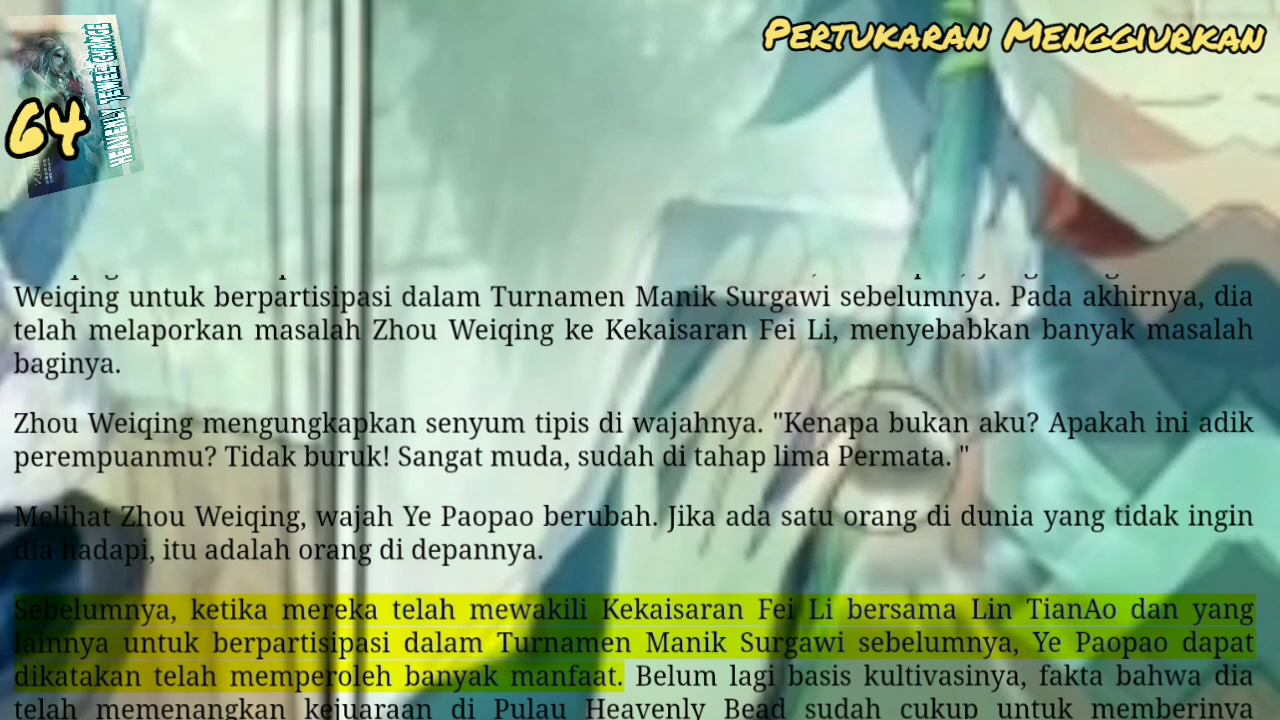 Pertukaran Menggiurkan
HEAVENLY JEWEL CHANGE
64
Weiqing untuk berpartisipasi dalam Turnamen Manik Surgawi sebelumnya. Pada akhirnya, dia
telah melaporkan masalah Zhou Weiqing ke Kekaisaran Fei Li, menyebabkan banyak masalah
baginya.
Zhou Weiqing mengungkapkan senyum tipis di wajahnya. "Kenapa bukan aku? Apakah ini adik
perempuanmu? Tidak buruk! Sangat muda, sudah di tahap lima Permata. "
Melihat Zhou Weiqing, wajah Ye Paopao berubah. Jika ada satu orang di dunia yang tidak ingin
dia hadapi, itu adalah orang di depannya.
Sebelumnya, ketika mereka telah mewakili Kekaisaran Fei Li bersama Lin TianAo dan yang
lainnya untuk berpartisipasi dalam Turnamen Manik Surgawi sebelumnya, Ye Paopao dapat
dikatakan telah memperoleh banyak manfaat. Belum lagi basis kultivasinya, fakta bahwa dia
telah memenangkan kejuaraan di Pulau Heavenly Bead sudah cukup untuk memberinya